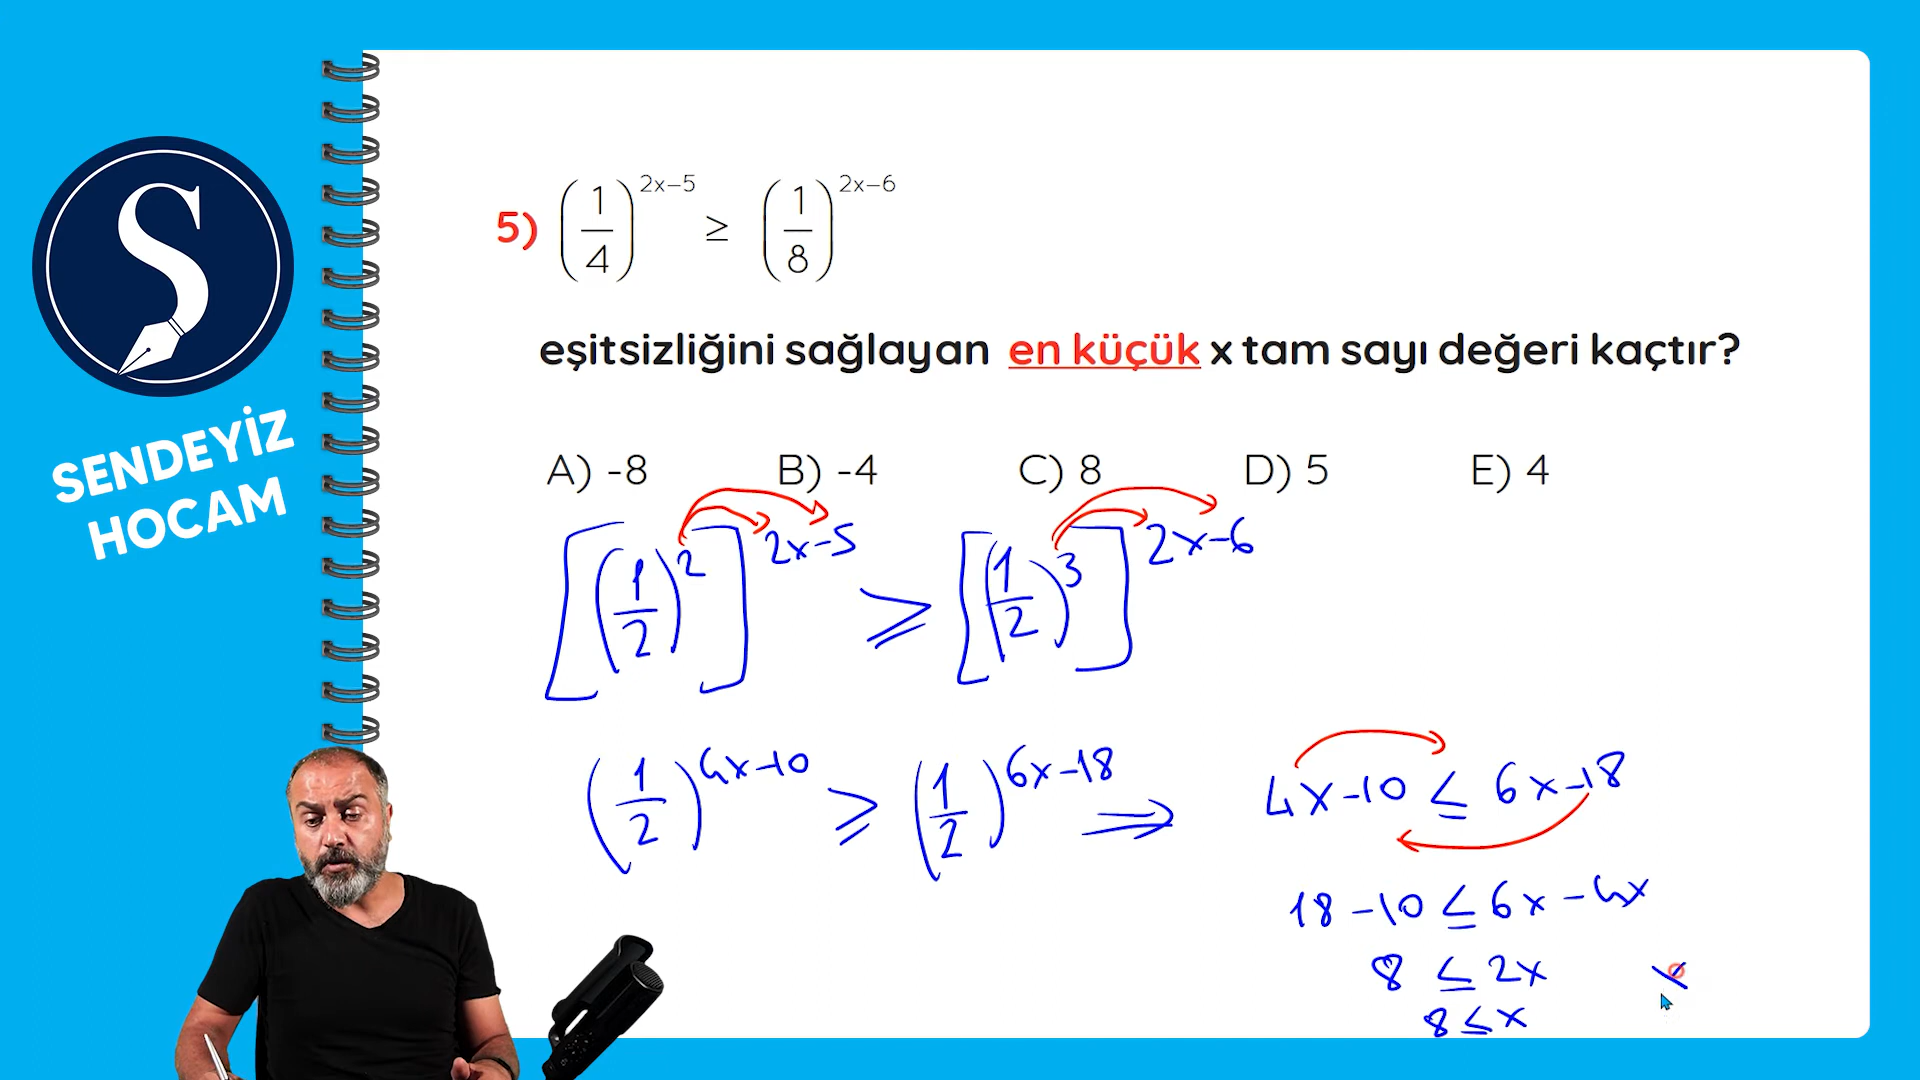 SENDEYİZ
HOCAM
5) (1/4)^{2x-5} ≥ (1/8)^{2x-6}
eşitsizliğini sağlayan en küçük x tam sayı değeri kaçtır?
A) -8 B) -4 C) 8 D) 5 E) 4
[(1/2)^2]^{2x-5} ≥ [(1/2)^3]^{2x-6}
(1/2)^{4x-10} ≥ (1/2)^{6x-18} ⇒ 4x-10 ≤ 6x-18
18-10 ≤ 6x-4x
8 ≤ 2x
8 ≤ x